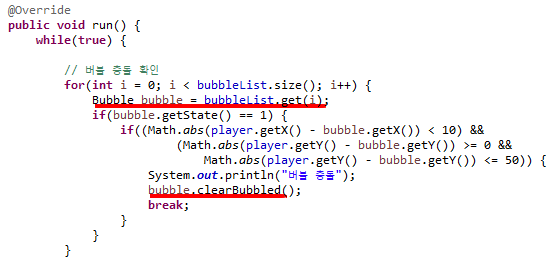 @Override
public void run() {
while(true) {
// 버블 충돌 확인
for(int i = 0; i < bubbleList.size(); i++) {
Bubble bubble = bubbleList.get(i);
if(bubble.getState() == 1) {
if((Math.abs(player.getX() - bubble.getX()) < 10) &&
(Math.abs(player.getY() - bubble.getY()) >= 0 &&
Math.abs(player.getY() - bubble.getY()) <= 50)) {
System.out.println("버블 충돌");
bubble.clearBubbled();
break;
}
}
}